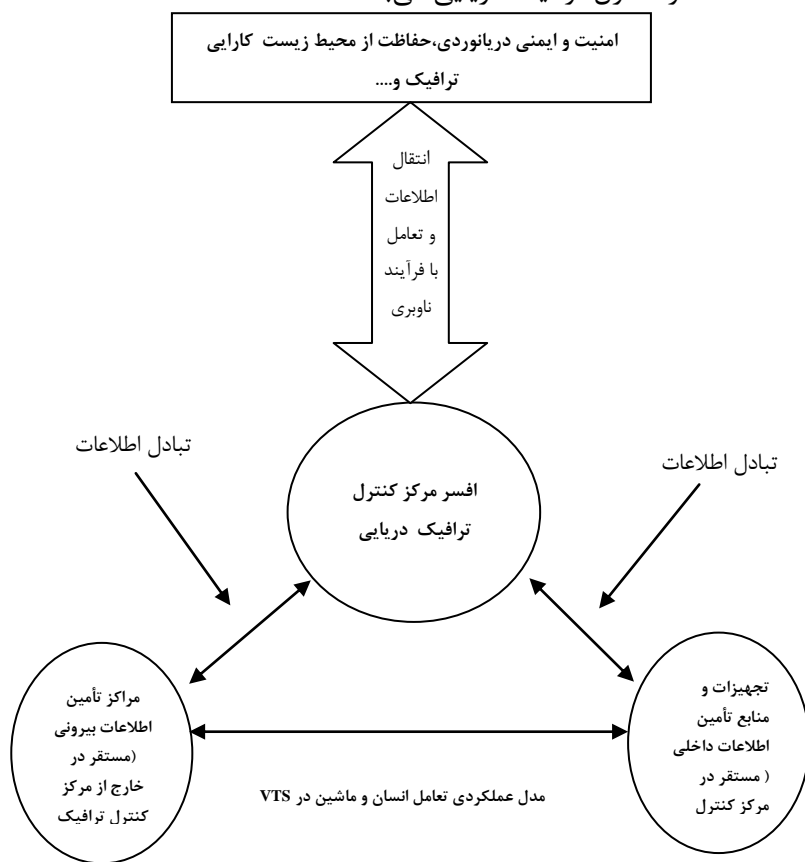 امنیت و ایمنی دریانوردی،حفاظت از محیط زیست کارایی
ترافیک و....
انتقال
اطلاعات
و تعامل
با فرآیند
ناوبری
تبادل اطلاعات
تبادل اطلاعات
افسر مرکز کنترل
ترافیک دریایی
تجهیزات و
منابع تأمین
اطلاعات داخلی
( مستقر در
مرکز کنترل
مراکز تأمین
اطلاعات بیرونی
(مستقر در
خارج از مرکز
کنترل ترافیک
مدل عملکردی تعامل انسان و ماشین در VTS